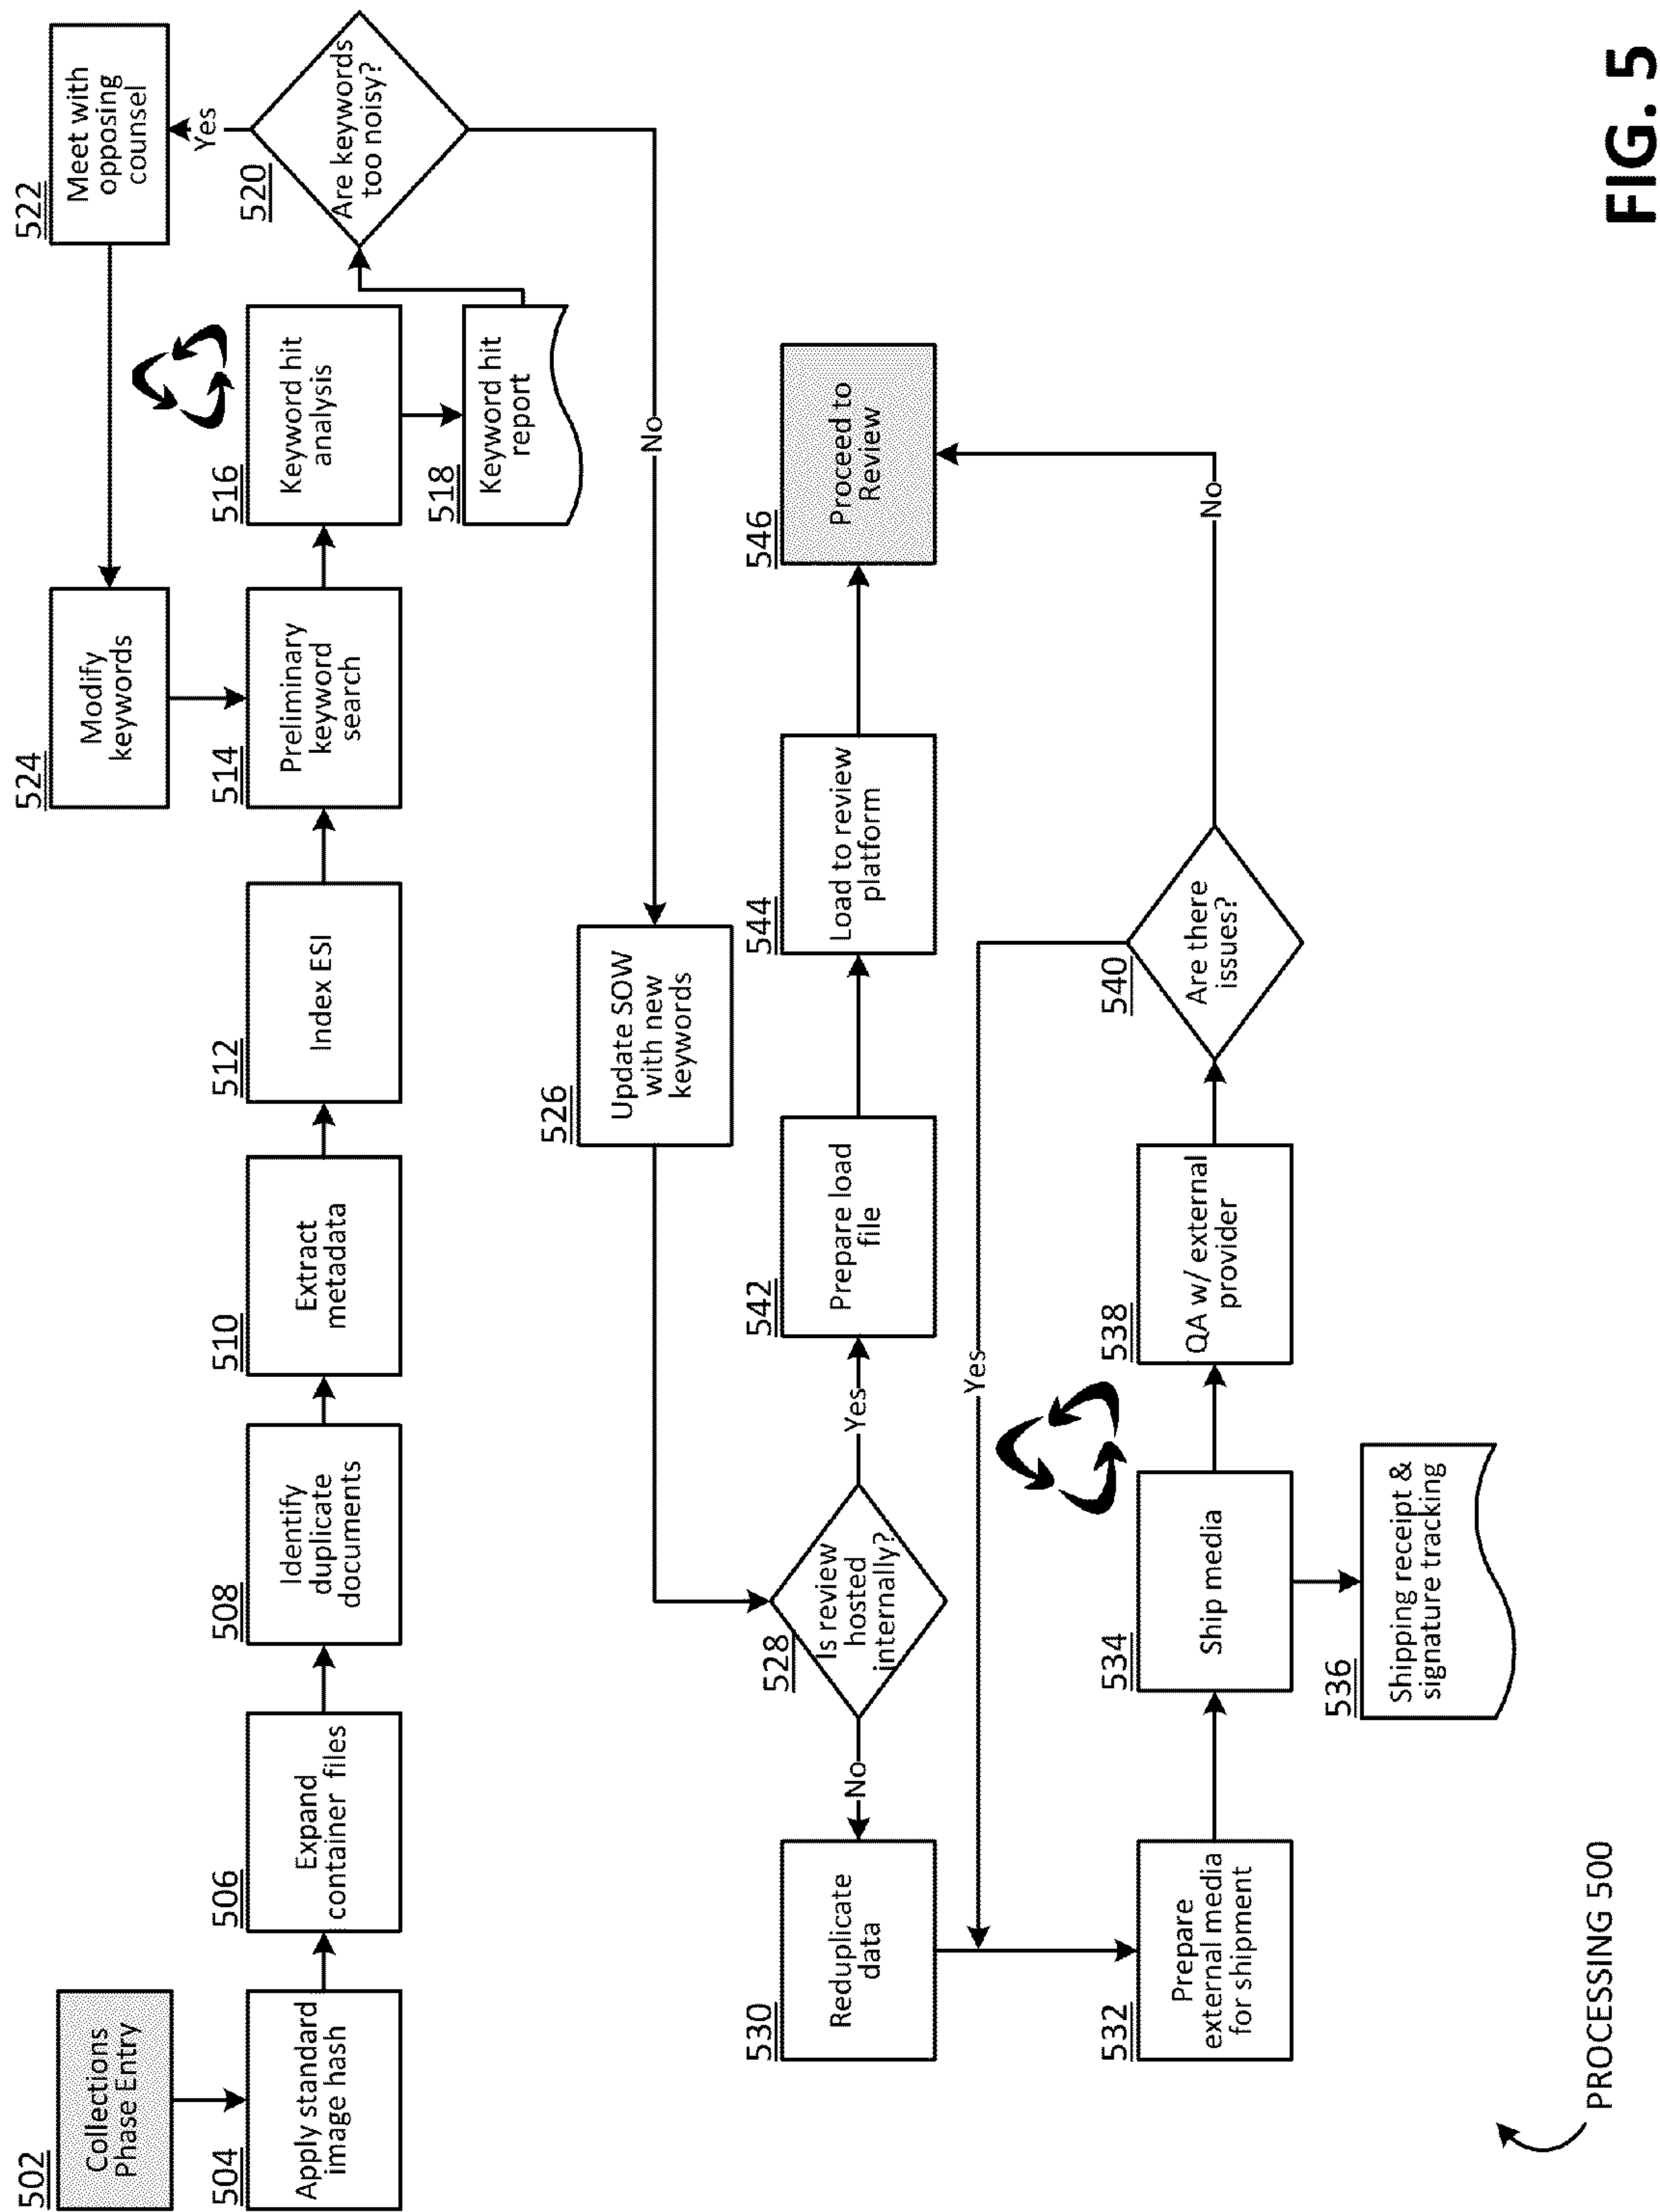 502
Collections
Phase Entry
504
Apply standard
image hash
506
Expand
container files
508
Identify
duplicate
documents
510
Extract
metadata
512
Index ESI
514
Preliminary
keyword
search
516
Keyword hit
analysis
518
Keyword hit
report
520
Are keywords
too noisy?
Yes
522
Meet with
opposing
counsel
524
Modify
keywords
No
526
Update SOW
with new
keywords
528
Is review
hosted
internally?
No
530
Reduplicate
data
Yes
542
Prepare load
file
544
Load to review
platform
546
Proceed to
Review
532
Prepare
external media
for shipment
534
Ship media
536
Shipping receipt &
signature tracking
538
QA w/ external
provider
540
Are there
issues?
Yes
No
PROCESSING 500
FIG. 5